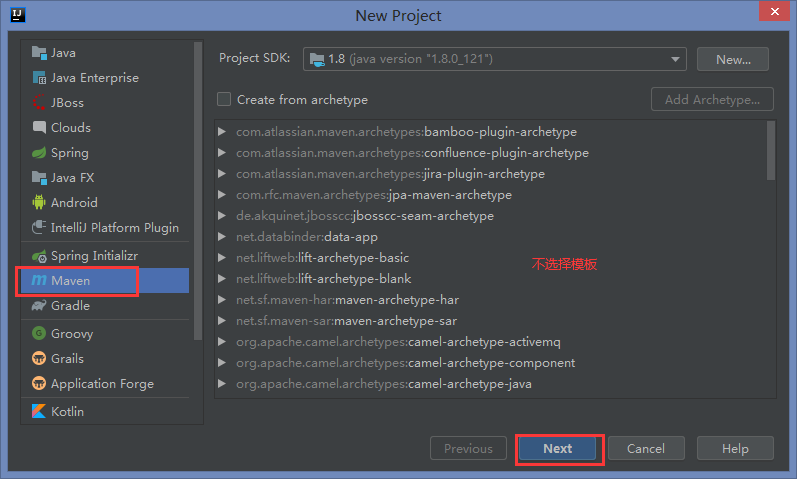 New Project
Java
Java Enterprise
JBoss
Clouds
Spring
Java FX
Android
IntelliJ Platform Plugin
Spring Initializr
Maven
Gradle
Groovy
Grails
Application Forge
Kotlin
Project SDK: 1.8 (java version "1.8.0_121") New...
Create from archetype Add Archetype...
com.atlassian.maven.archetypes:bamboo-plugin-archetype
com.atlassian.maven.archetypes:confluence-plugin-archetype
com.atlassian.maven.archetypes:jira-plugin-archetype
com.rfc.maven.archetypes:jpa-maven-archetype
de.akquinet.jbosscc:jbosscc-seam-archetype
net.databinder:data-app
net.liftweb:lift-archetype-basic
net.liftweb:lift-archetype-blank
net.sf.maven-har:maven-archetype-har
net.sf.maven-sar:maven-archetype-sar
org.apache.camel.archetypes:camel-archetype-activemq
org.apache.camel.archetypes:camel-archetype-component
org.apache.camel.archetypes:camel-archetype-java
不选择模板
Previous Next Cancel Help